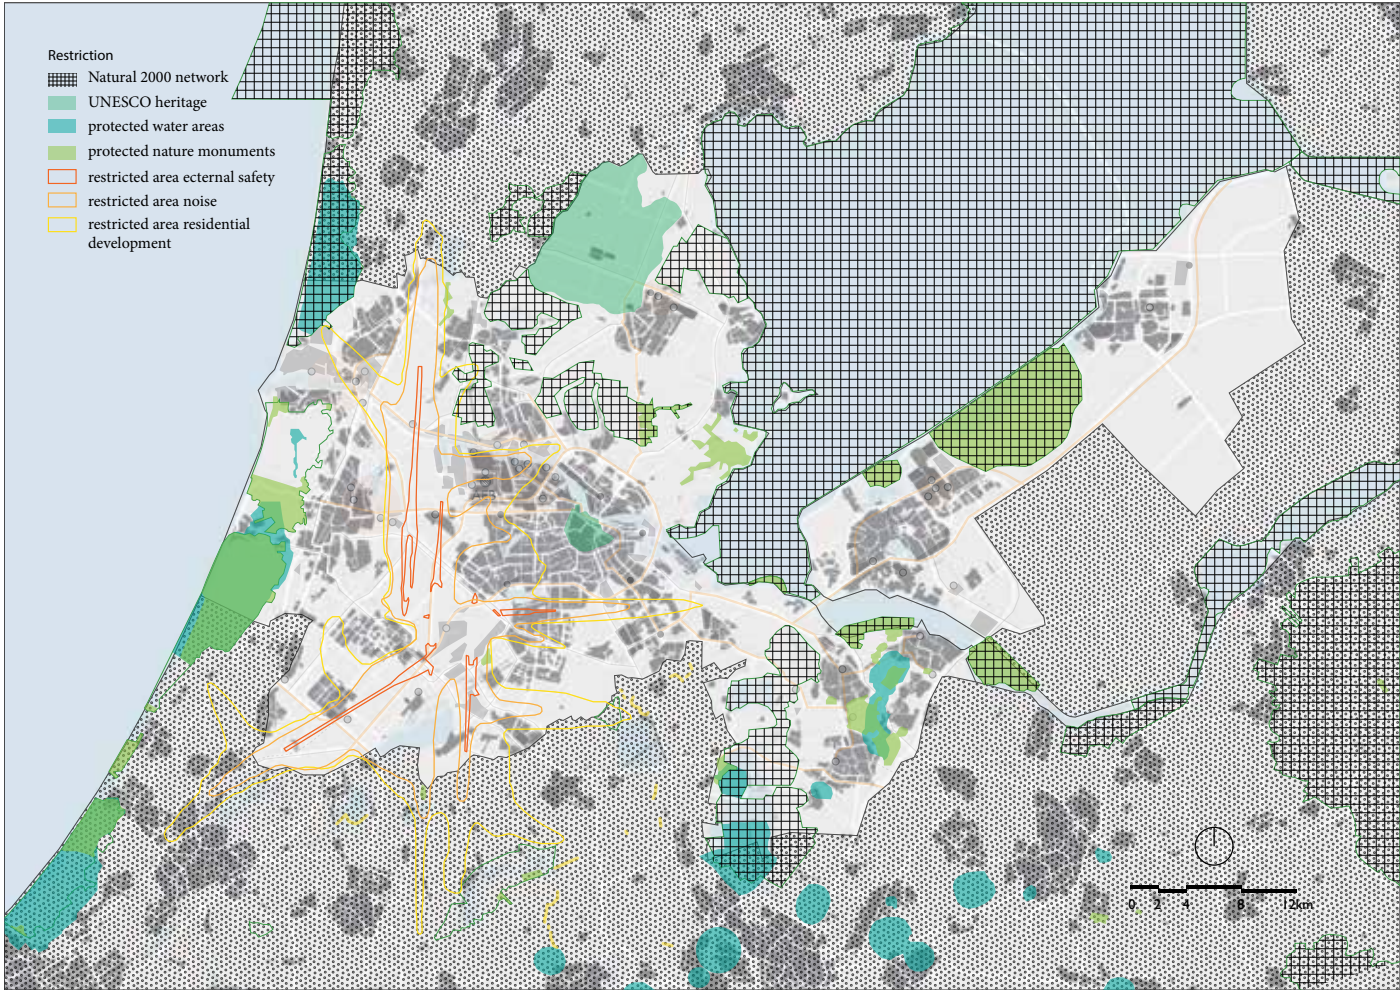 Restriction
Natural 2000 network
UNESCO heritage
protected water areas
protected nature monuments
restricted area ecternal safety
restricted area noise
restricted area residential
development
0 2 4 8 12km